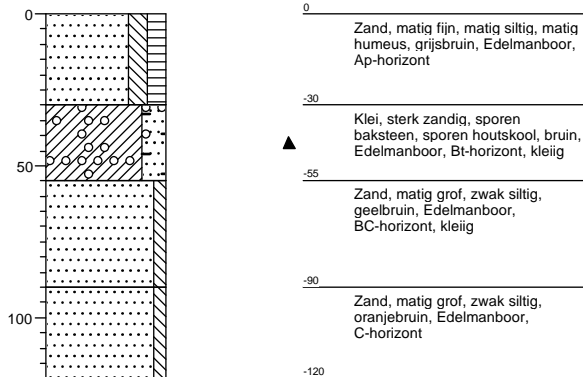 0
50
100
0
Zand, matig fijn, matig siltig, matig
humeus, grijsbruin, Edelmanboor,
Ap-horizont
-30
Klei, sterk zandig, sporen
baksteen, sporen houtskool, bruin,
Edelmanboor, Bt-horizont, kleiig
-55
Zand, matig grof, zwak siltig,
geelbruin, Edelmanboor,
BC-horizont, kleiig
-90
Zand, matig grof, zwak siltig,
oranjebruin, Edelmanboor,
C-horizont
-120